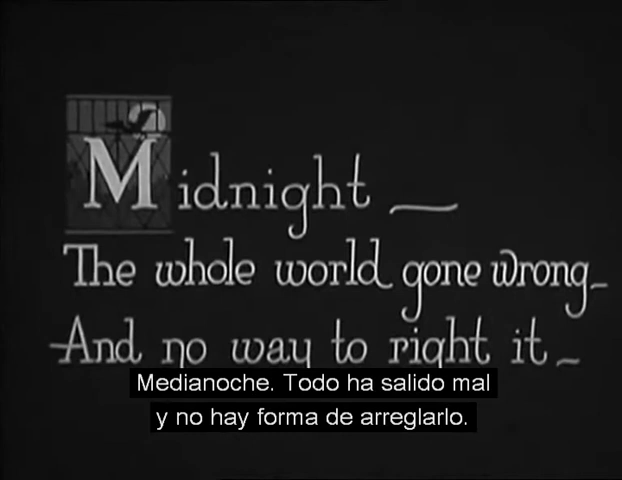 Midnight —
The whole world gone wrong—
And no way to right it —
Medianoche. Todo ha salido mal
y no hay forma de arreglarlo.